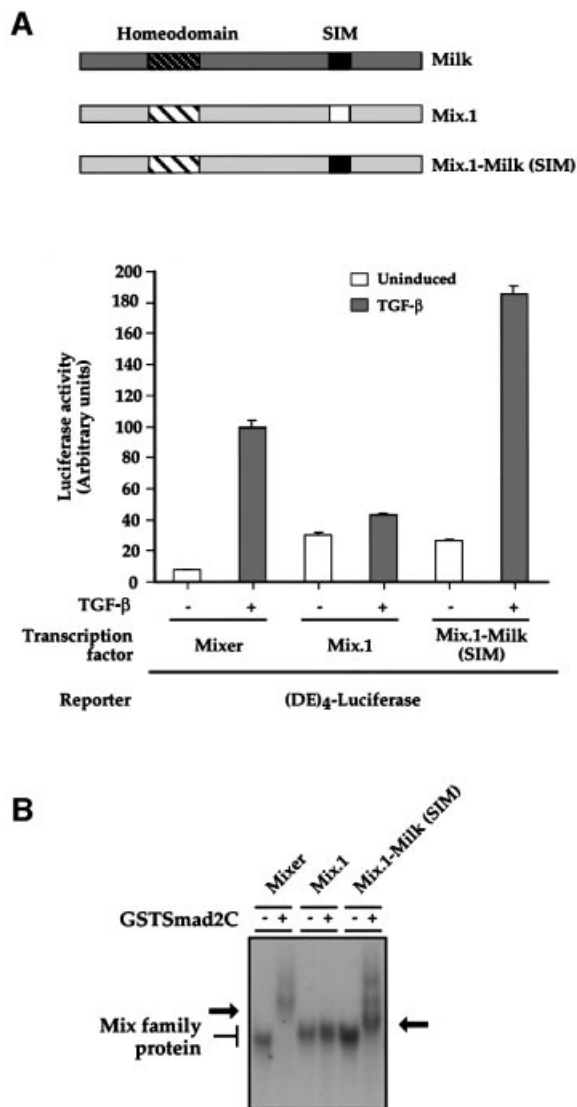 A
Homeodomain SIM
Milk
Mix.1
Mix.1-Milk (SIM)
200
180
160
140
120
100
80
60
40
20
0
Luciferase activity
(Arbitrary units)
Uninduced
TGF-β
TGF-β - + - + - +
Transcription
factor
Mixer Mix.1 Mix.1-Milk
(SIM)
Reporter (DE)4-Luciferase
B
Mixer
Mix.1
Mix.1-Milk (SIM)
GSTSmad2C - + - + - +
Mix family
protein